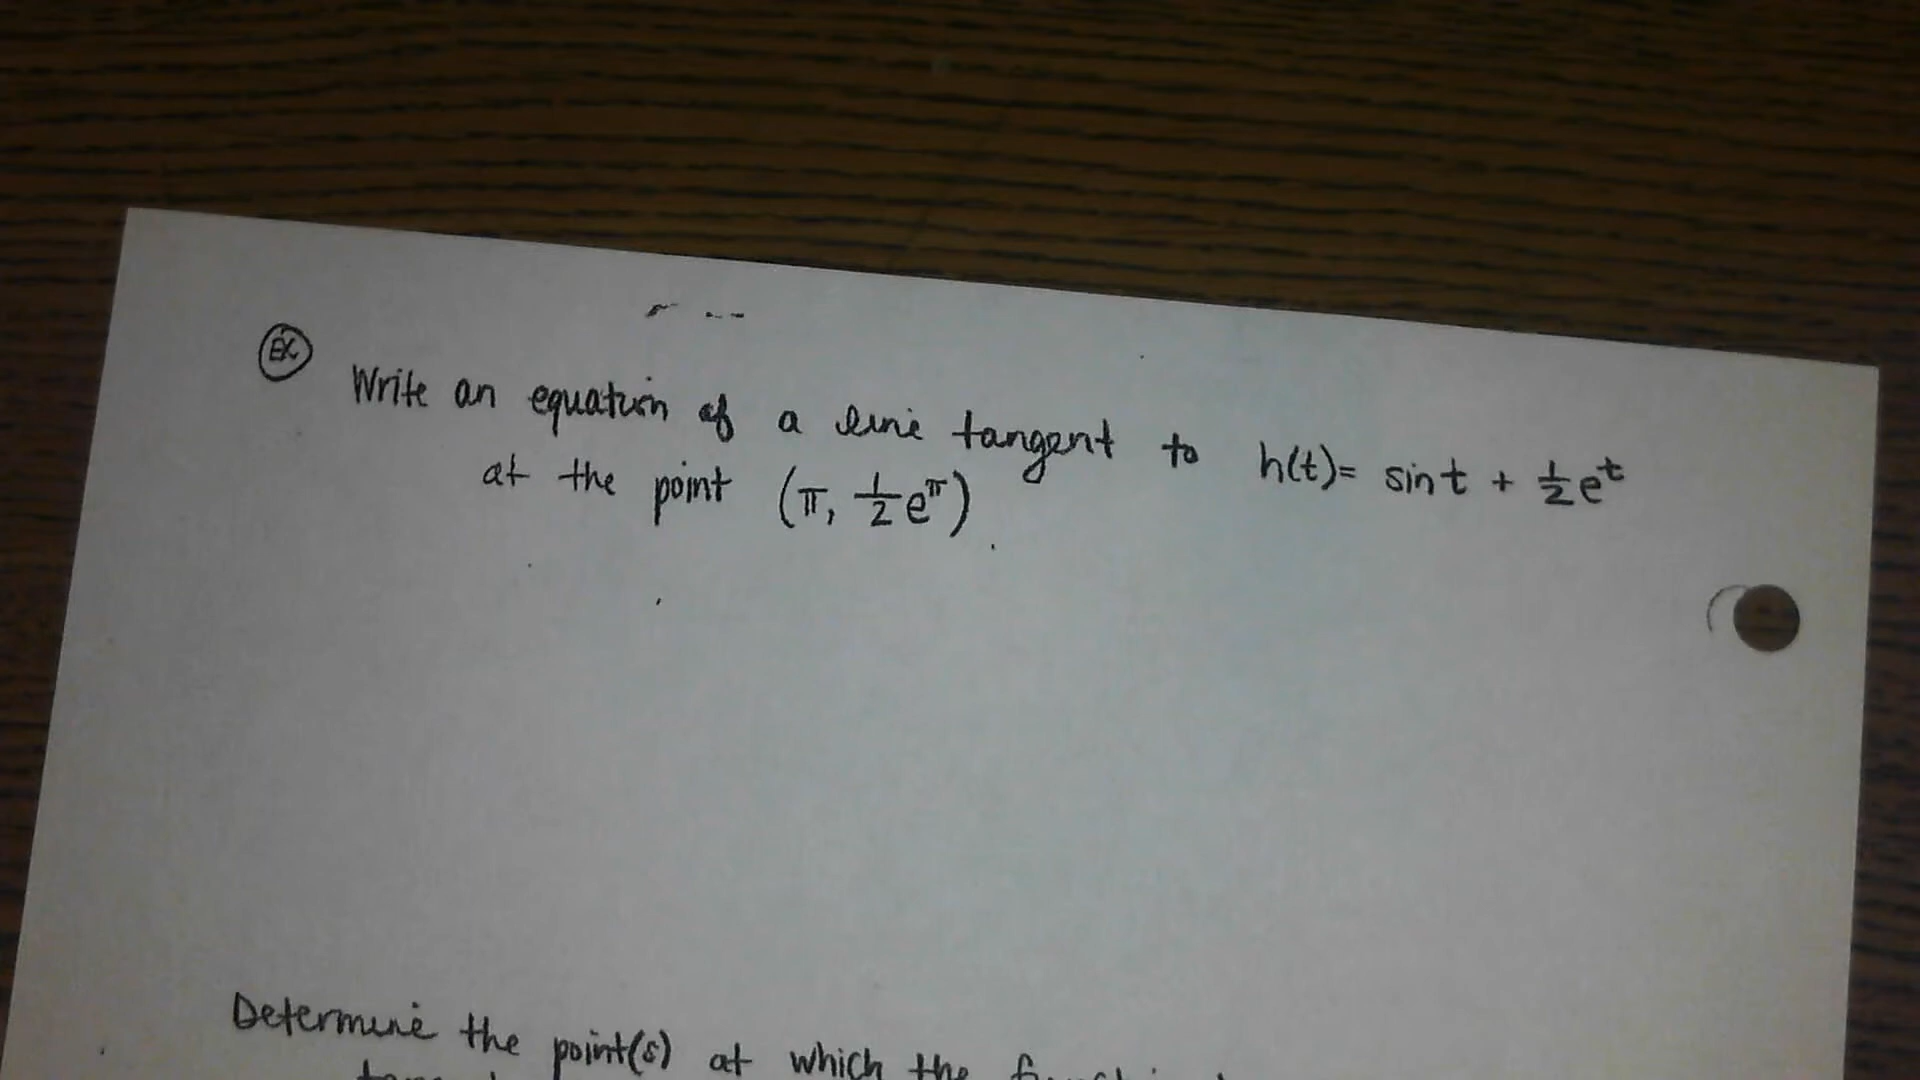 EX
Write an equation of a line tangent to h(t)= sin t + ½e^t
at the point (π, ½e^π).
Determine the point(s) at which the